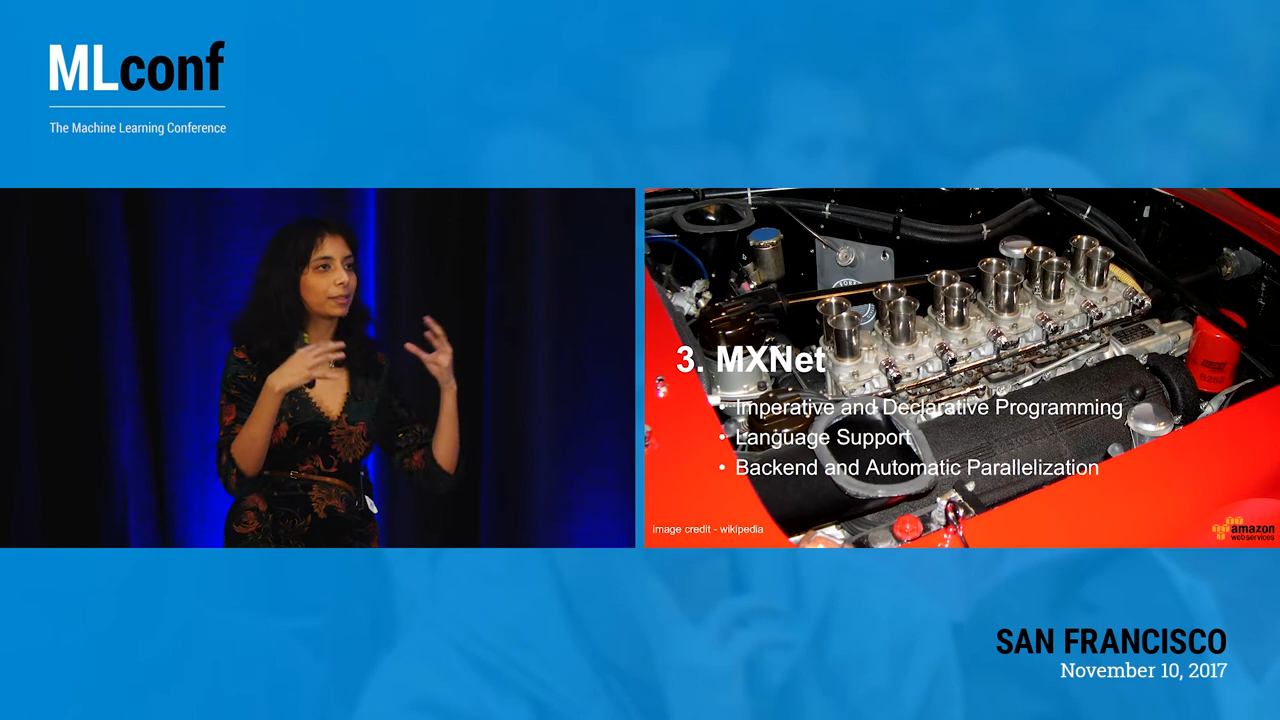 MLconf
The Machine Learning Conference
3. MXNet
• Imperative and Declarative Programming
• Language Support
• Backend and Automatic Parallelization
image credit - wikipedia
amazon
webservices
SAN FRANCISCO
November 10, 2017